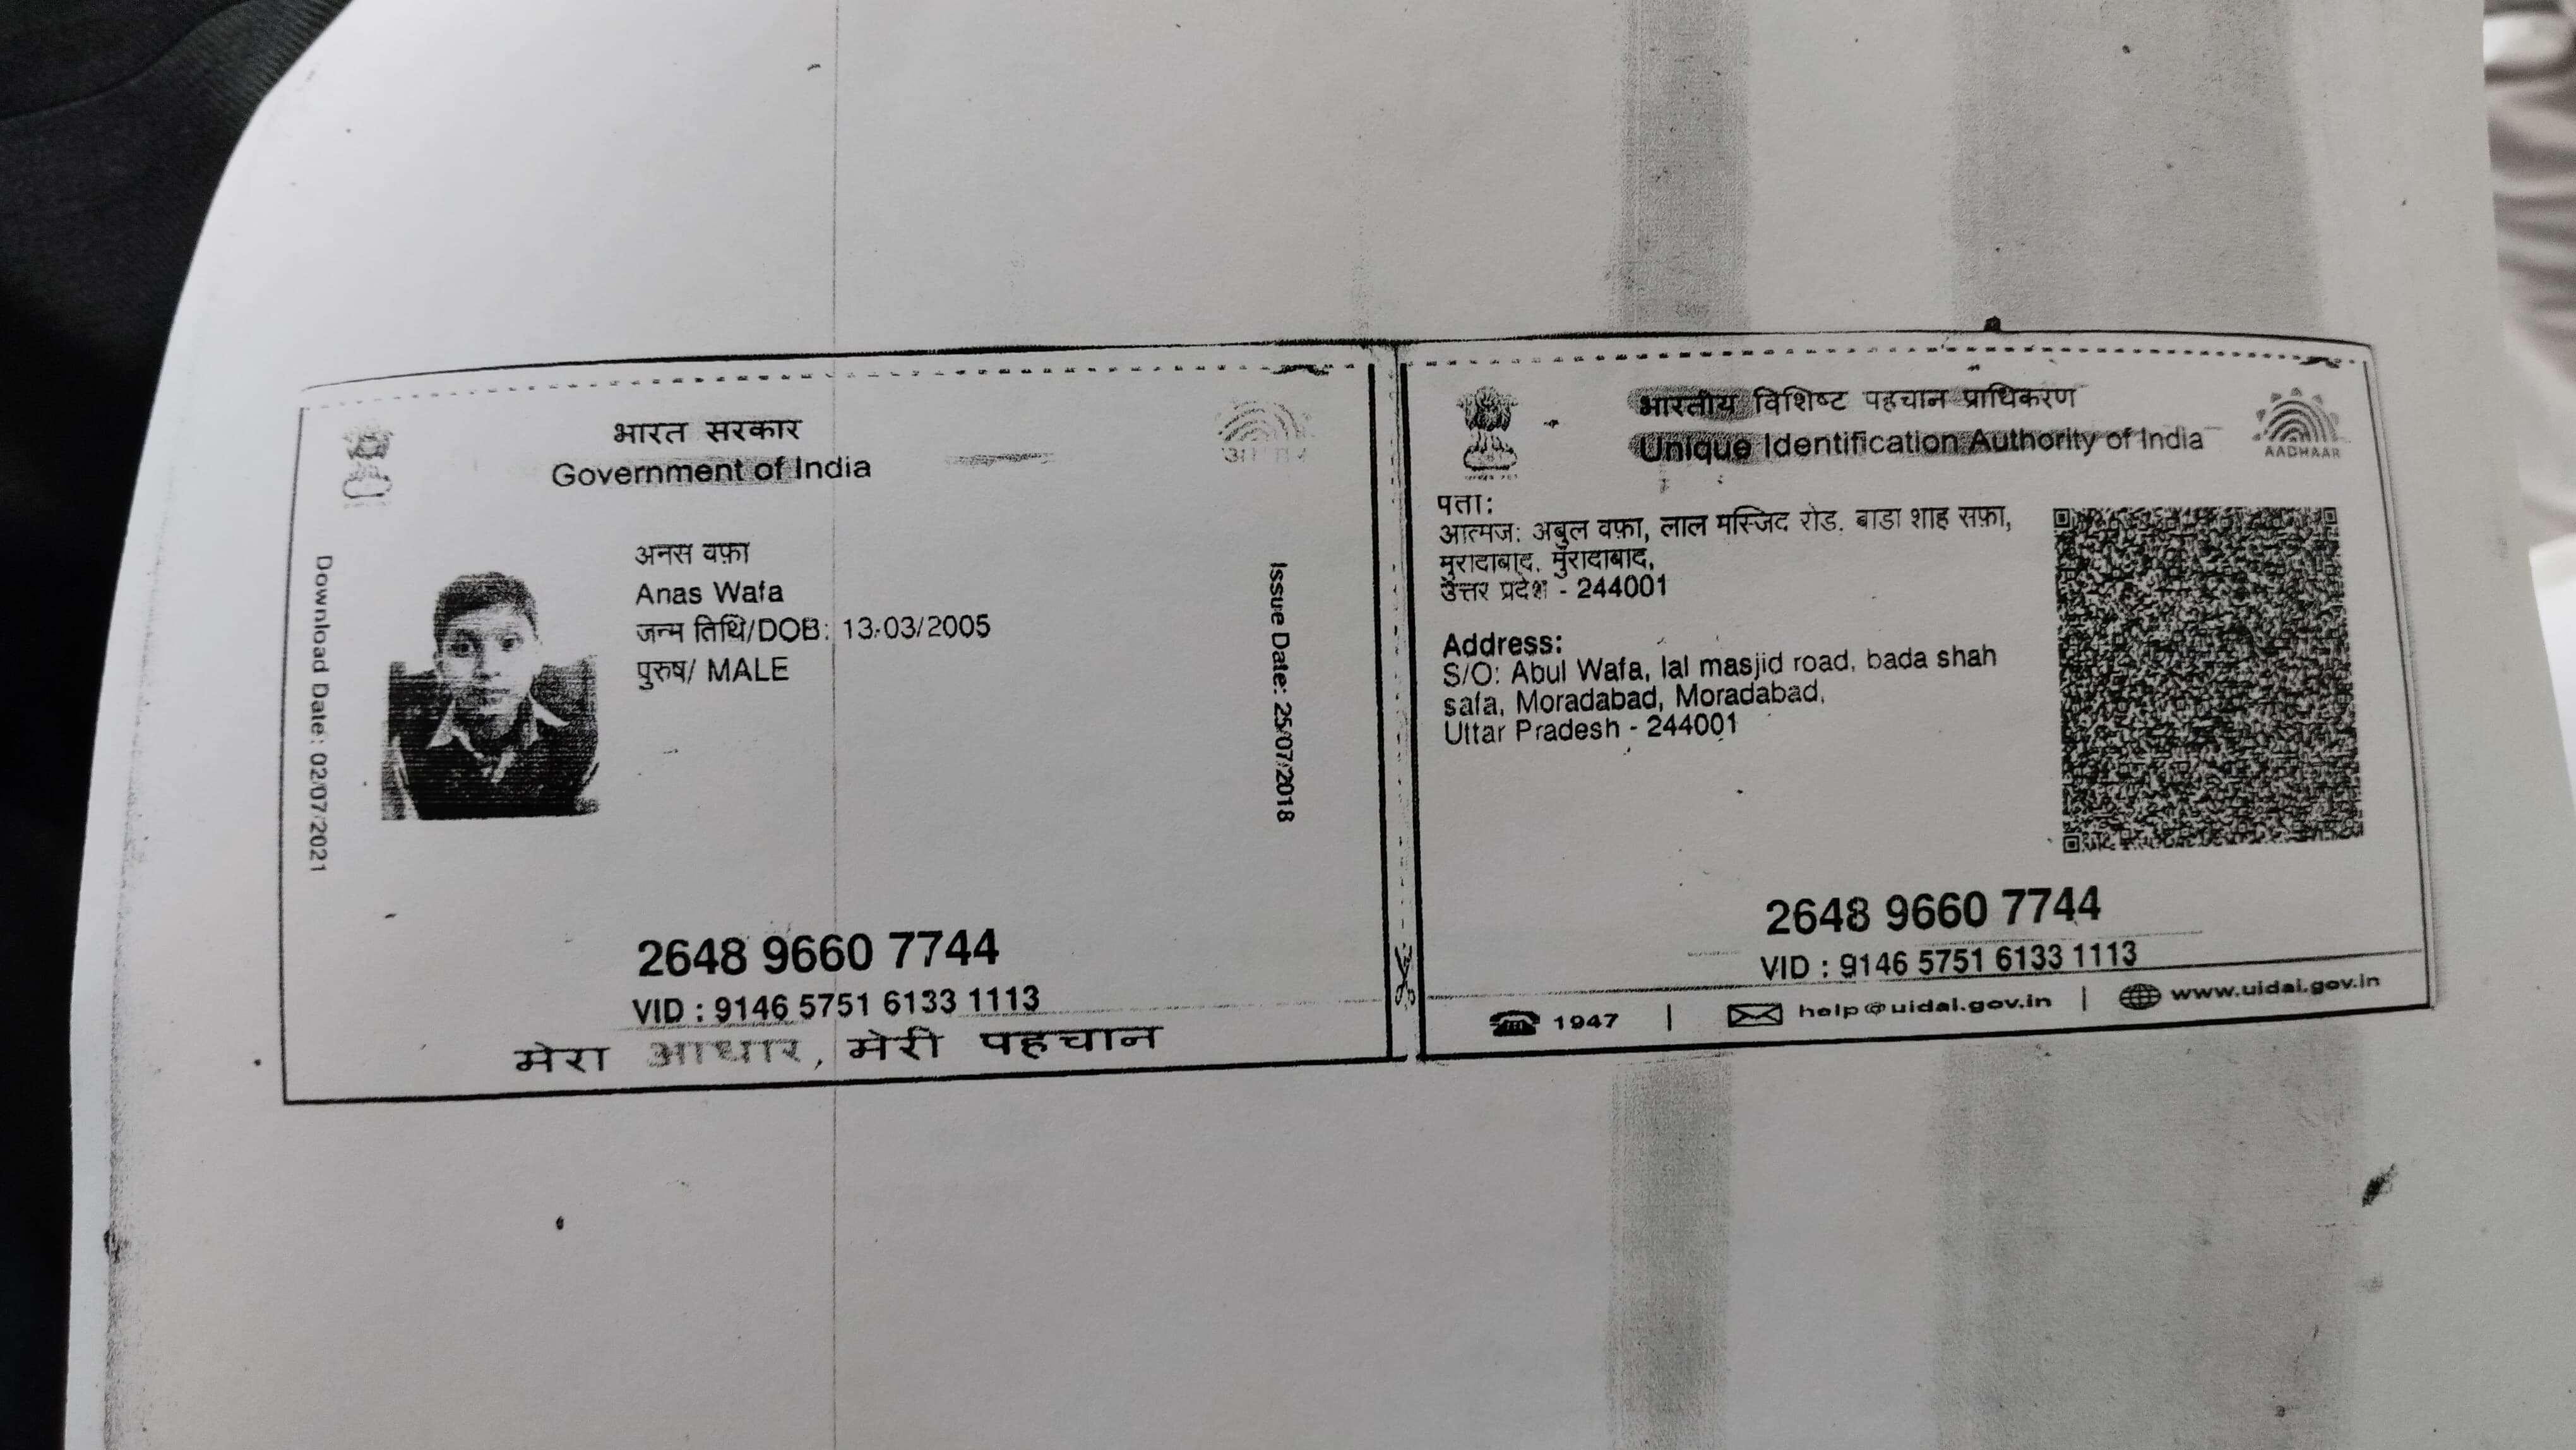 भारत सरकार
Government of India
Download Date: 02/07/2021
अनस वफ़ा
Anas Wafa
जन्म तिथि/DOB: 13/03/2005
पुरुष/ MALE
Issue Date: 25/07/2018
2648 9660 7744
VID : 9146 5751 6133 1113
मेरा आधार, मेरी पहचान
भारतीय विशिष्ट पहचान प्राधिकरण
Unique Identification Authority of India
AADHAAR
पता:
आत्मज: अबुल वफ़ा, लाल मस्जिद रोड, बाडा शाह सफ़ा,
मुरादाबाद, मुरादाबाद,
उत्तर प्रदेश - 244001
Address:
S/O: Abul Wafa, lal masjid road, bada shah
safa, Moradabad, Moradabad,
Uttar Pradesh - 244001
2648 9660 7744
VID : 9146 5751 6133 1113
1947 | help@uidai.gov.in | www.uidai.gov.in